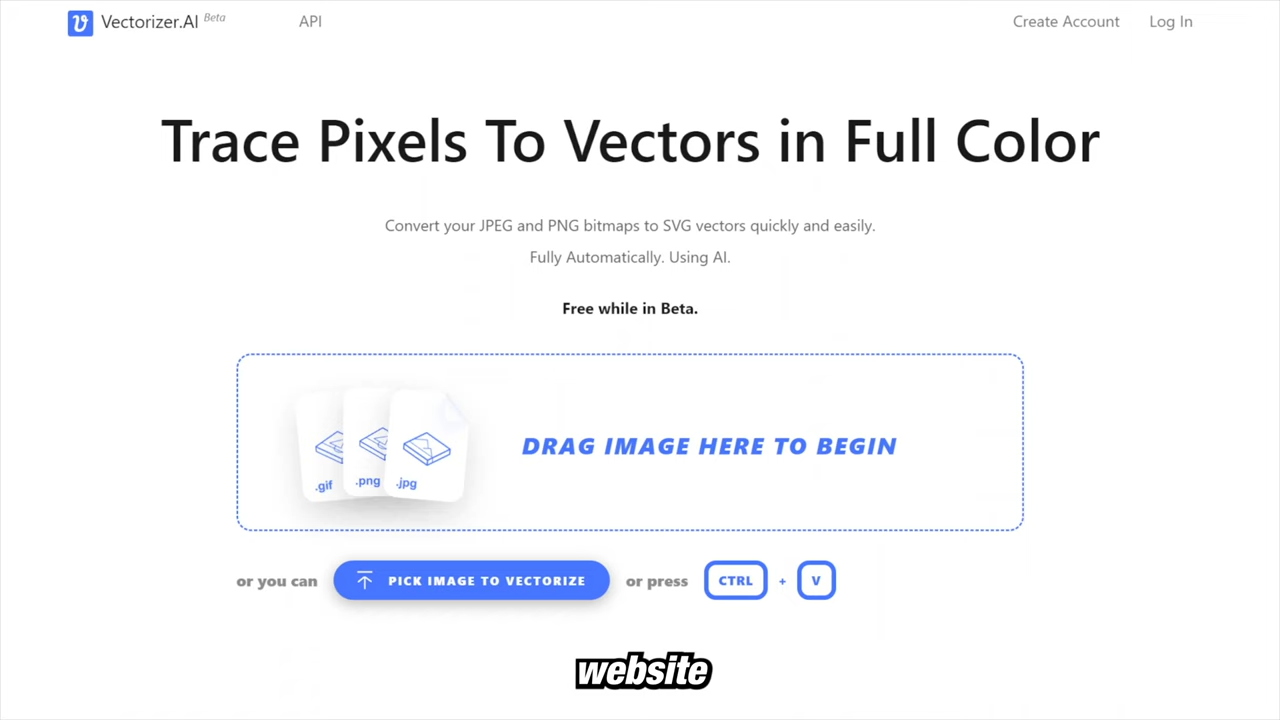 Vectorizer.AI Beta
API
Create Account
Log In
Trace Pixels To Vectors in Full Color
Convert your JPEG and PNG bitmaps to SVG vectors quickly and easily.
Fully Automatically. Using AI.
Free while in Beta.
.gif
.png
.jpg
DRAG IMAGE HERE TO BEGIN
or you can
PICK IMAGE TO VECTORIZE
or press
CTRL + V
website